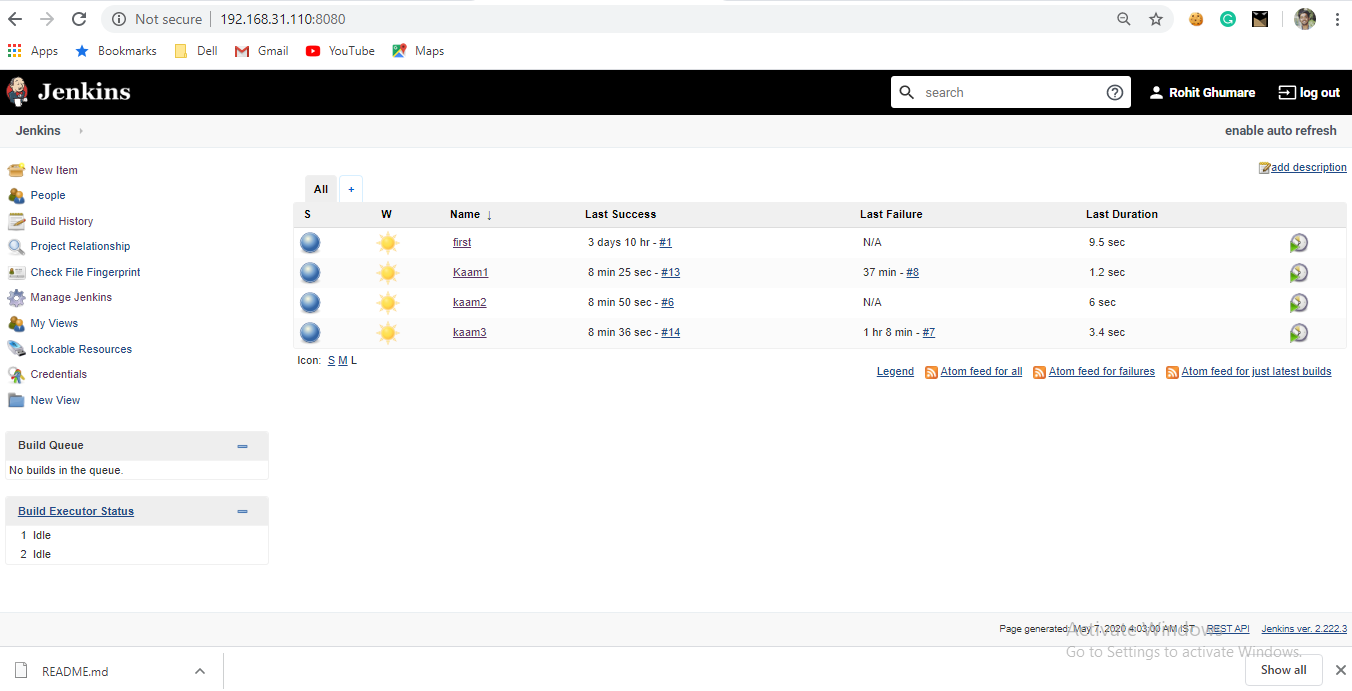 Not secure | 192.168.31.110:8080
Apps Bookmarks Dell Gmail YouTube Maps
Jenkins search Rohit Ghumare log out
Jenkins enable auto refresh
add description
New Item
People
Build History
Project Relationship
Check File Fingerprint
Manage Jenkins
My Views
Lockable Resources
Credentials
New View
All +
S W Name ↓ Last Success Last Failure Last Duration
first 3 days 10 hr - #1 N/A 9.5 sec
Kaam1 8 min 25 sec - #13 37 min - #8 1.2 sec
kaam2 8 min 50 sec - #6 N/A 6 sec
kaam3 8 min 36 sec - #14 1 hr 8 min - #7 3.4 sec
Icon: S M L
Legend Atom feed for all Atom feed for failures Atom feed for just latest builds
Build Queue
No builds in the queue.
Build Executor Status
1 Idle
2 Idle
Page generated: May 7, 2020 4:03:00 AM IST REST API Jenkins ver. 2.222.3
Activate Windows
Go to Settings to activate Windows.
README.md Show all